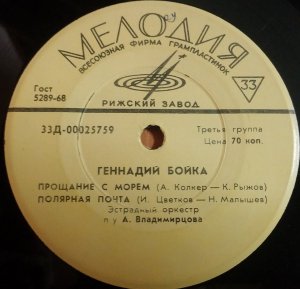 МЕЛОДИЯ
ВСЕСОЮЗНАЯ ФИРМА ГРАМПЛАСТИНОК
Гост
5289-68
33
РИЖСКИЙ ЗАВОД
33Д-00025759
Третья группа
Цена 70 коп.
ГЕННАДИЙ БОЙКА
ПРОЩАНИЕ С МОРЕМ (А. Колкер—К. Рыжов)
ПОЛЯРНАЯ ПОЧТА (И. Цветков—Н. Малышев)
Эстрадный оркестр
п/у А. Владимирцова